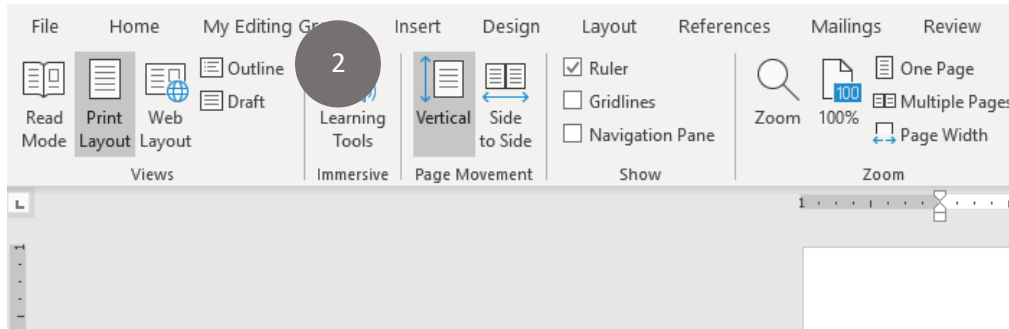 File Home My Editing Insert Design Layout References Mailings Review
Outline 2 Ruler One Page
100
Draft Gridlines Multiple Pages
Read Print Web Learning Vertical Side Zoom 100%
Mode Layout Layout Tools to Side Navigation Pane Page Width
Views Immersive Page Movement Show Zoom
1
1